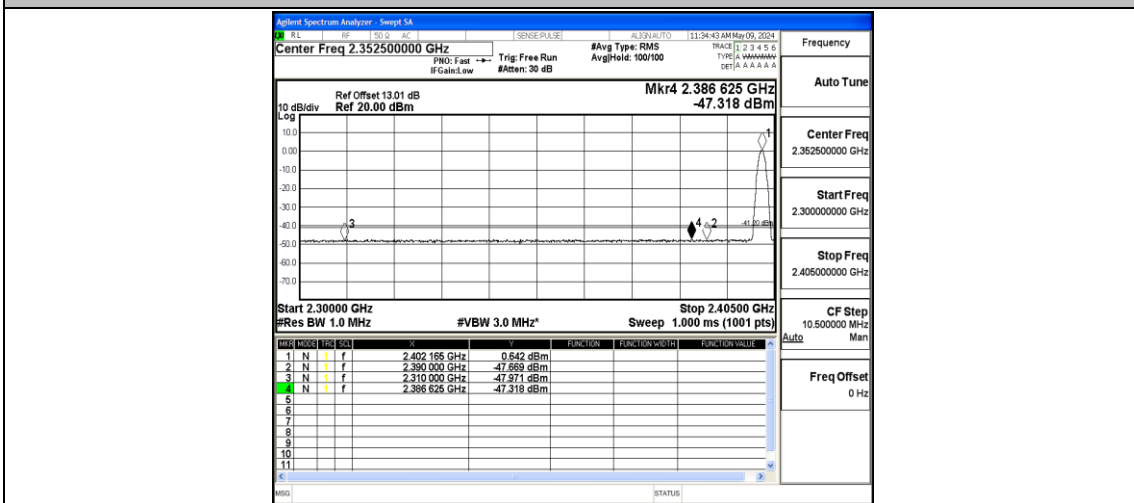 Agilent Spectrum Analyzer - Swept SA
RL RF 50 Ω AC SENSE:PULSE ALIGN AUTO 11:34:43 AM May 09, 2024
Center Freq 2.352500000 GHz
PNO: Fast
IFGain:Low
Trig: Free Run
#Atten: 30 dB
#Avg Type: RMS
Avg|Hold: 100/100
TRACE 1 2 3 4 5 6
TYPE A WWWWW
DET A A A A A A
Mkr4 2.386 625 GHz
-47.318 dBm
Ref Offset 13.01 dB
10 dB/div Ref 20.00 dBm
Log
10.0
0.00
-10.0
-20.0
-30.0
-40.0
-50.0
-60.0
-70.0
1
3
4
2
-41.20 dBm
Start 2.30000 GHz Stop 2.40500 GHz
#Res BW 1.0 MHz #VBW 3.0 MHz* Sweep 1.000 ms (1001 pts)
MKR MODE TRC SCL X Y FUNCTION FUNCTION WIDTH FUNCTION VALUE
1 N 1 f 2.402 165 GHz 0.642 dBm
2 N 1 f 2.390 000 GHz -47.669 dBm
3 N 1 f 2.310 000 GHz -47.971 dBm
4 N 1 f 2.386 625 GHz -47.318 dBm
5
6
7
8
9
10
11
MSG STATUS
Frequency
Auto Tune
Center Freq
2.352500000 GHz
Start Freq
2.300000000 GHz
Stop Freq
2.405000000 GHz
CF Step
10.500000 MHz
Auto Man
Freq Offset
0 Hz